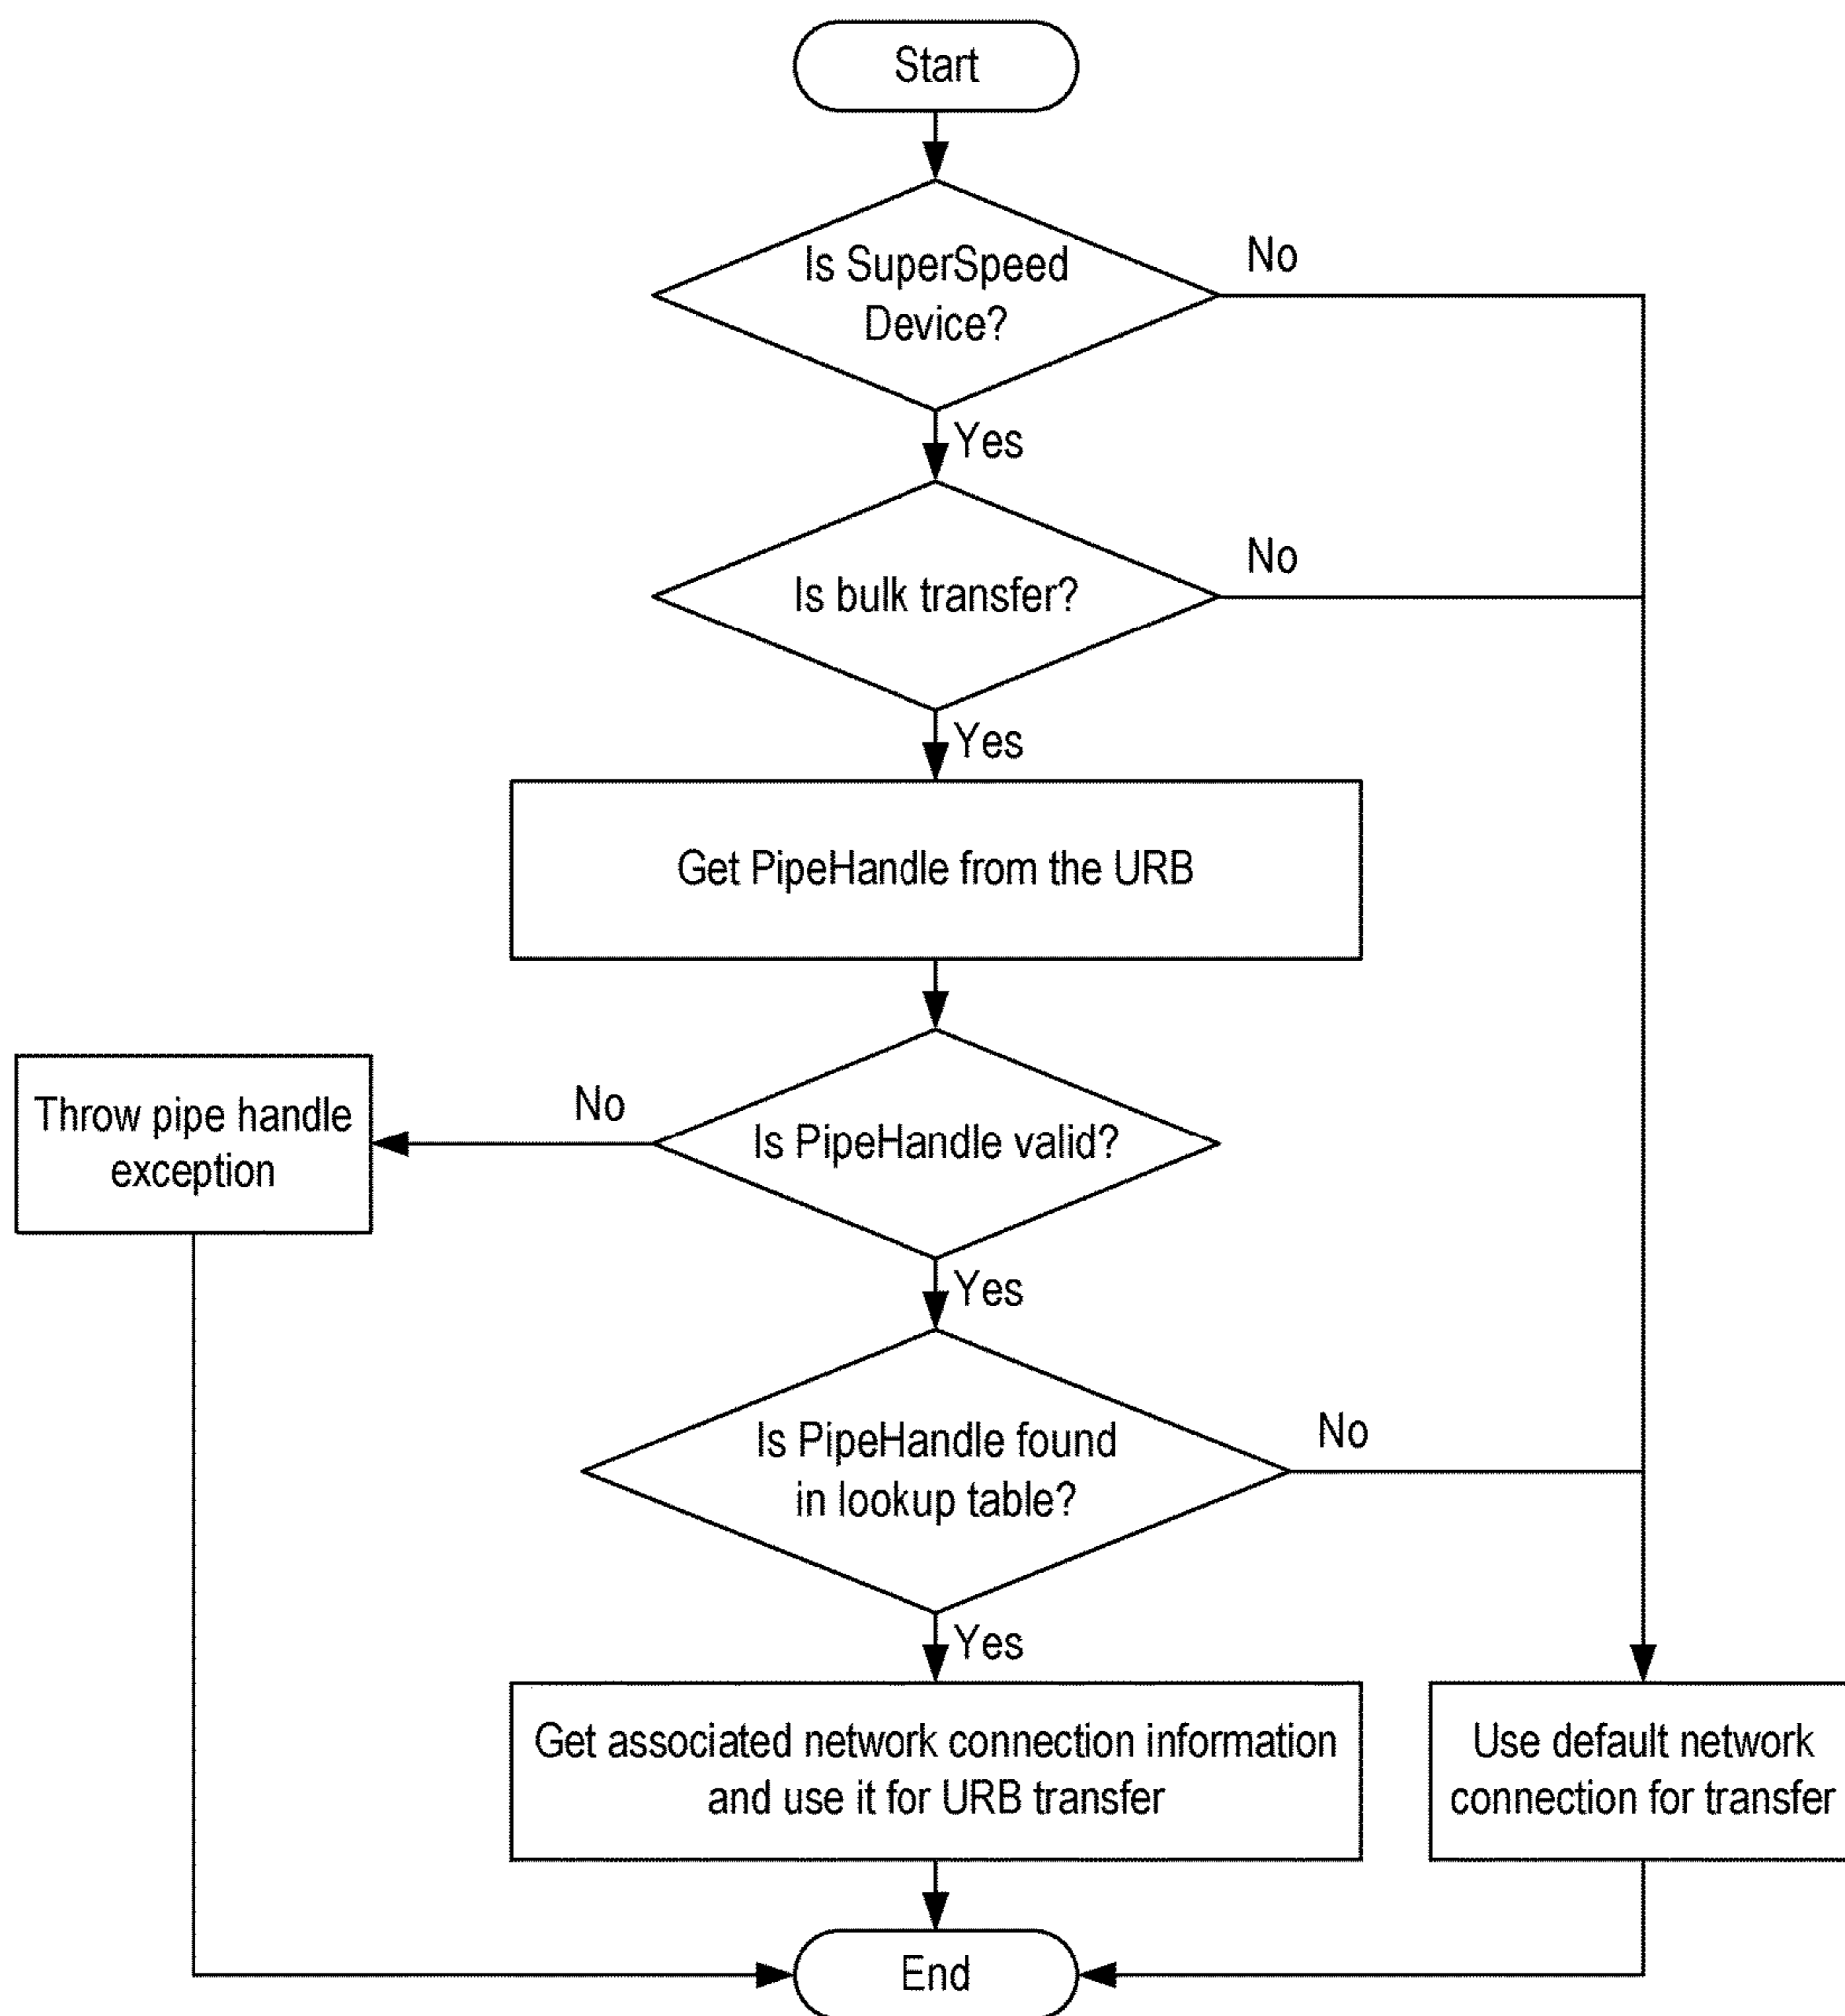 Start
Is SuperSpeed
Device?
No
Yes
Is bulk transfer?
No
Yes
Get PipeHandle from the URB
Is PipeHandle valid?
No
Throw pipe handle
exception
Yes
Is PipeHandle found
in lookup table?
No
Yes
Get associated network connection information
and use it for URB transfer
Use default network
connection for transfer
End